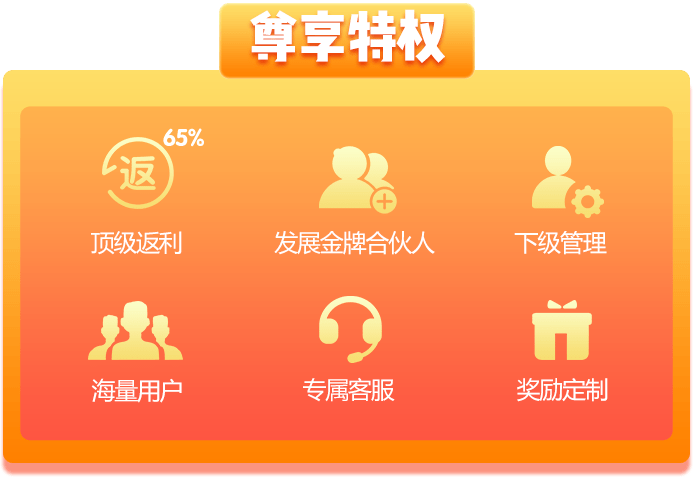 尊享特权
65%
返
顶级返利
发展金牌合伙人
下级管理
海量用户
专属客服
奖励定制